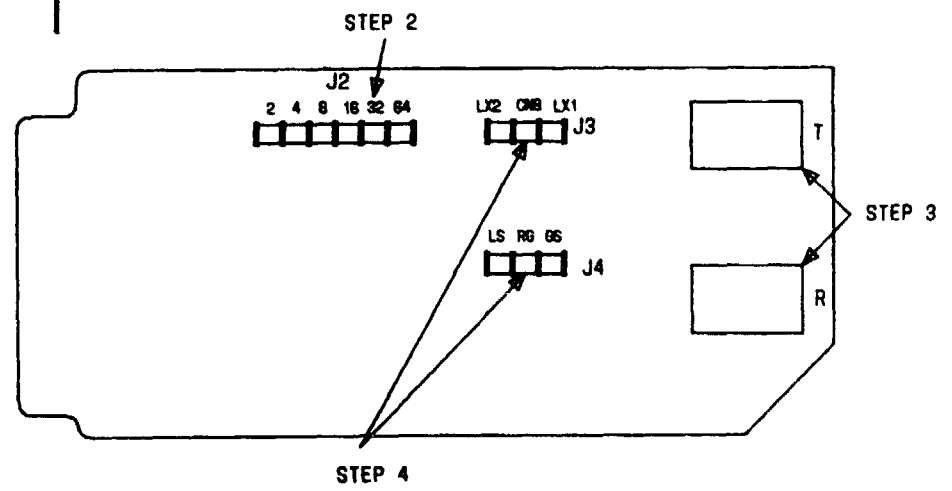 STEP 2
J2
2 4 8 16 32 64
LX2 CNB LX1
J3
T
STEP 3
LS RG GS
J4
R
STEP 4